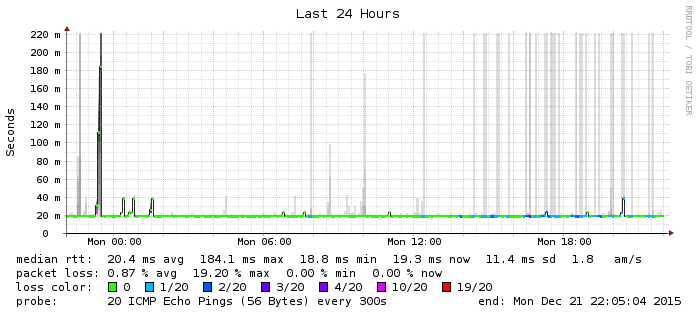 Last 24 Hours
RRDTOOL / TOBI OETIKER
Seconds
220 m
200 m
180 m
160 m
140 m
120 m
100 m
80 m
60 m
40 m
20 m
0
Mon 00:00 Mon 06:00 Mon 12:00 Mon 18:00
median rtt: 20.4 ms avg 184.1 ms max 18.8 ms min 19.3 ms now 11.4 ms sd 1.8 am/s
packet loss: 0.87 % avg 19.20 % max 0.00 % min 0.00 % now
loss color: 0 1/20 2/20 3/20 4/20 10/20 19/20
probe: 20 ICMP Echo Pings (56 Bytes) every 300s end: Mon Dec 21 22:05:04 2015